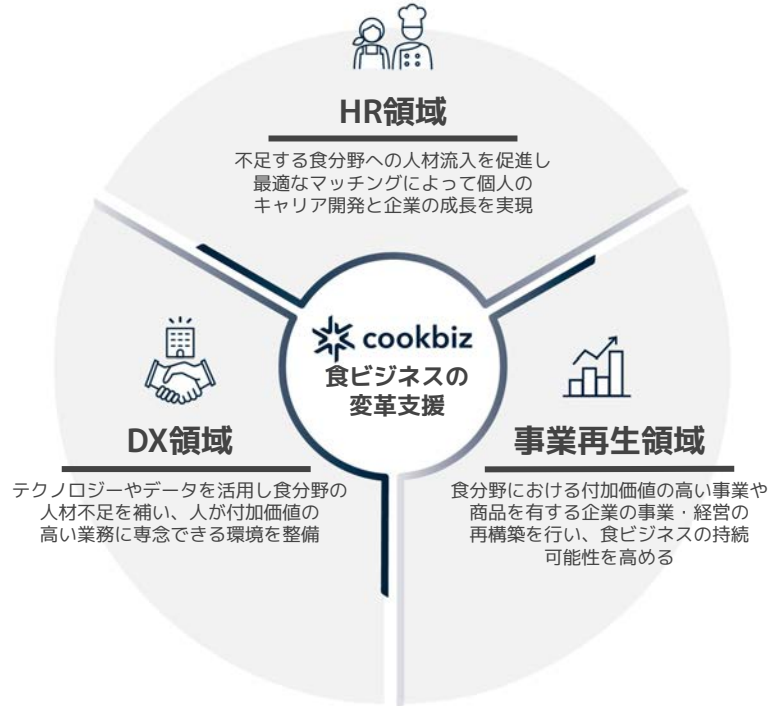 HR領域
不足する食分野への人材流入を促進し
最適なマッチングによって個人の
キャリア開発と企業の成長を実現
cookbiz
食ビジネスの
変革支援
DX領域
テクノロジーやデータを活用し食分野の
人材不足を補い、人が付加価値の
高い業務に専念できる環境を整備
事業再生領域
食分野における付加価値の高い事業や
商品を有する企業の事業・経営の
再構築を行い、食ビジネスの持続
可能性を高める